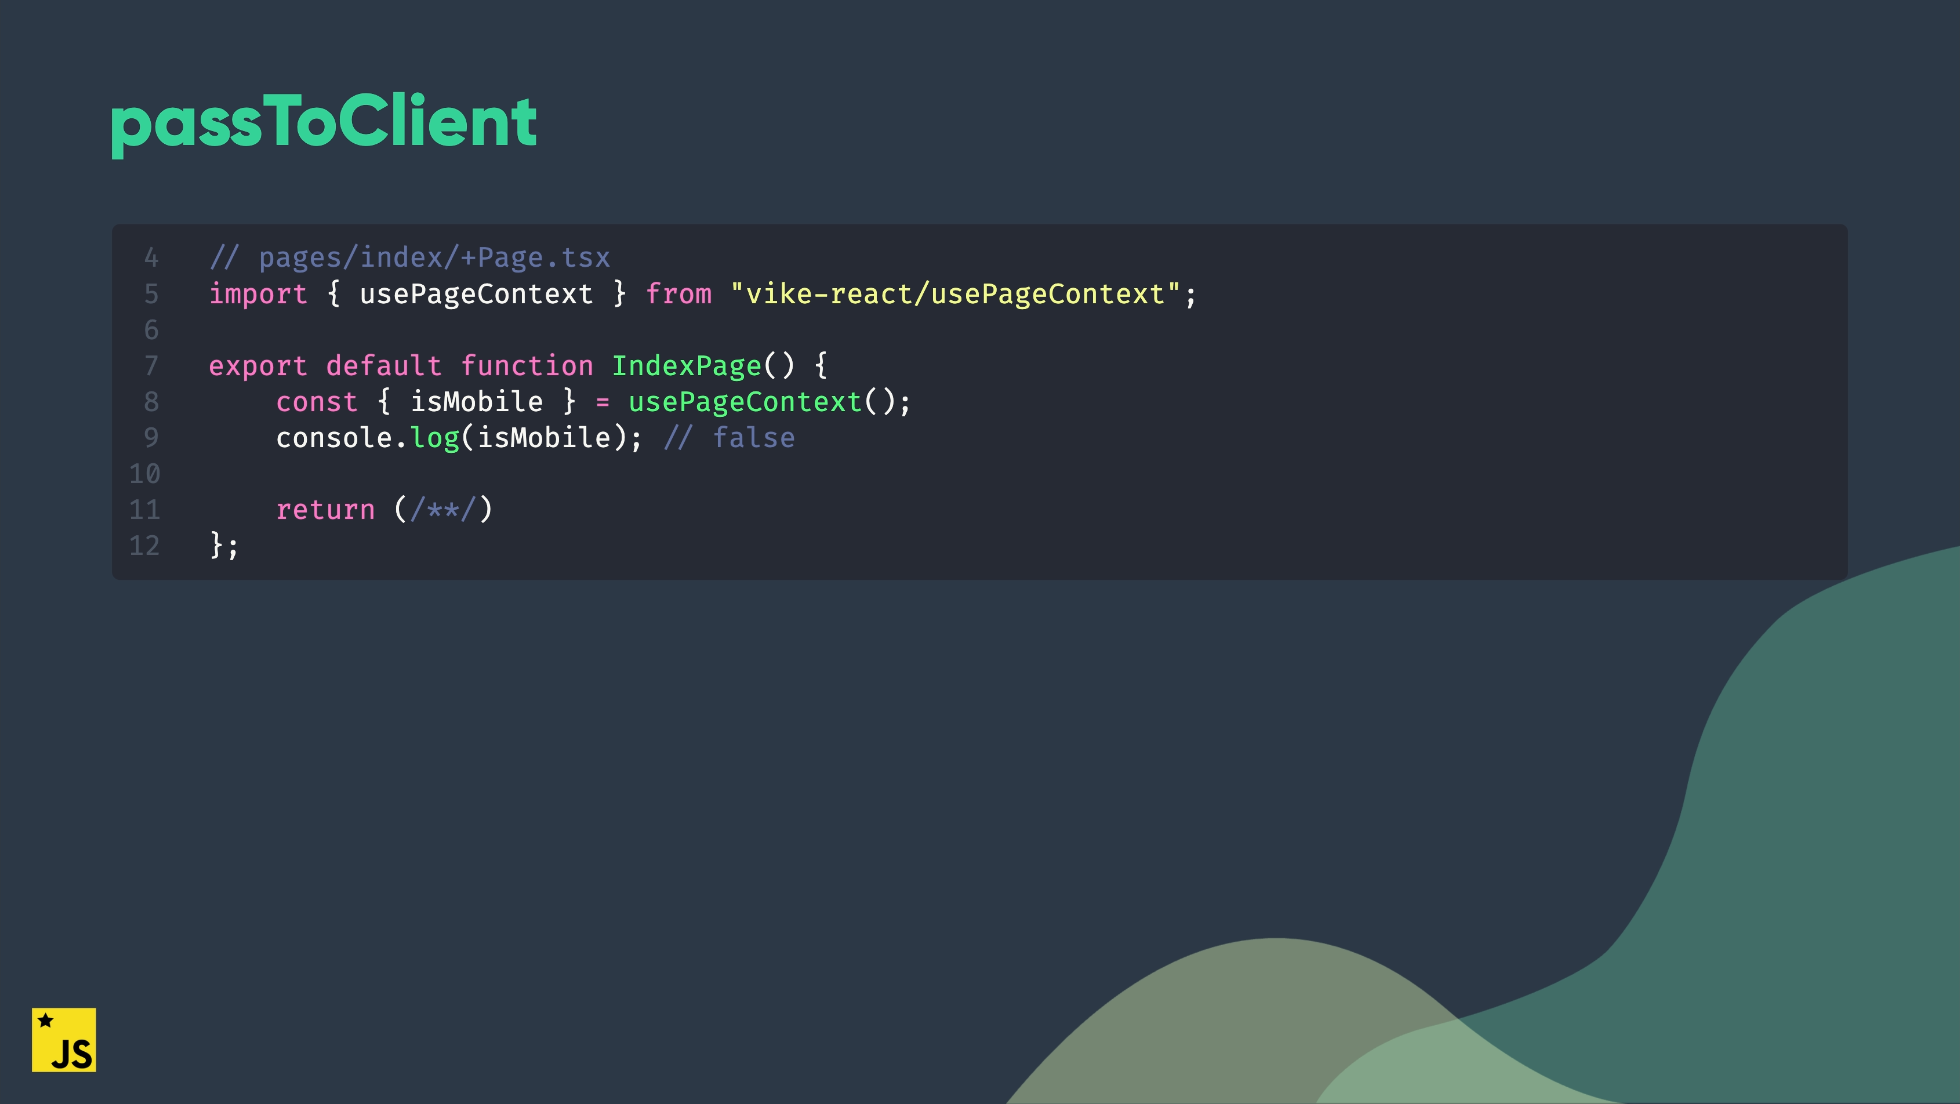 passToClient
4 // pages/index/+Page.tsx
5 import { usePageContext } from "vike-react/usePageContext";
6
7 export default function IndexPage() {
8     const { isMobile } = usePageContext();
9     console.log(isMobile); // false
10
11     return (/**/)
12 };
JS